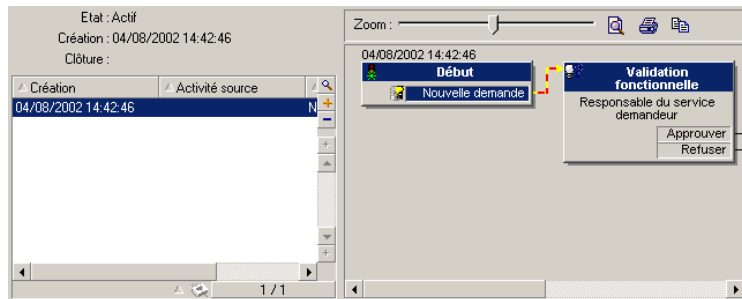 Etat : Actif
Création : 04/08/2002 14:42:46
Clôture :
Création
Activité source
04/08/2002 14:42:46
N
1 / 1
Zoom :
04/08/2002 14:42:46
Début
Nouvelle demande
Validation
fonctionnelle
Responsable du service
demandeur
Approuver
Refuser